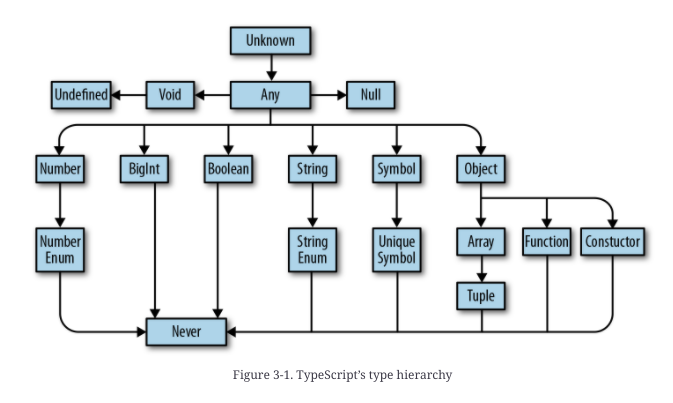 Unknown
Undefined
Void
Any
Null
Number
BigInt
Boolean
String
Symbol
Object
Number
Enum
String
Enum
Unique
Symbol
Array
Function
Constuctor
Tuple
Never
Figure 3-1. TypeScript’s type hierarchy